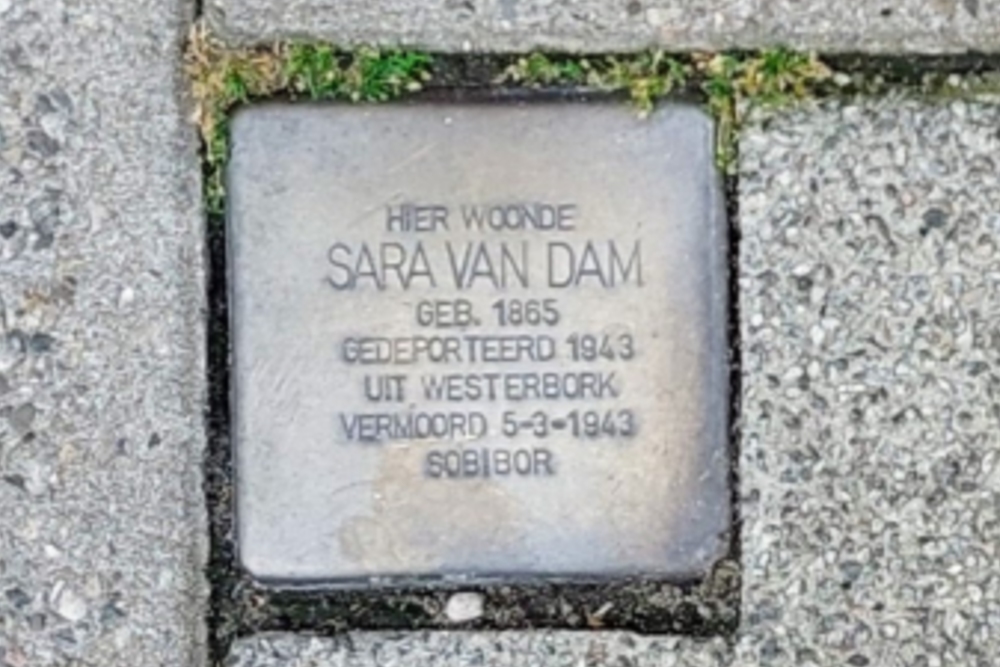 HIER WOONDE
SARA VAN DAM
GEB. 1865
GEDEPORTEERD 1943
UIT WESTERBORK
VERMOORD 5-3-1943
SOBIBOR